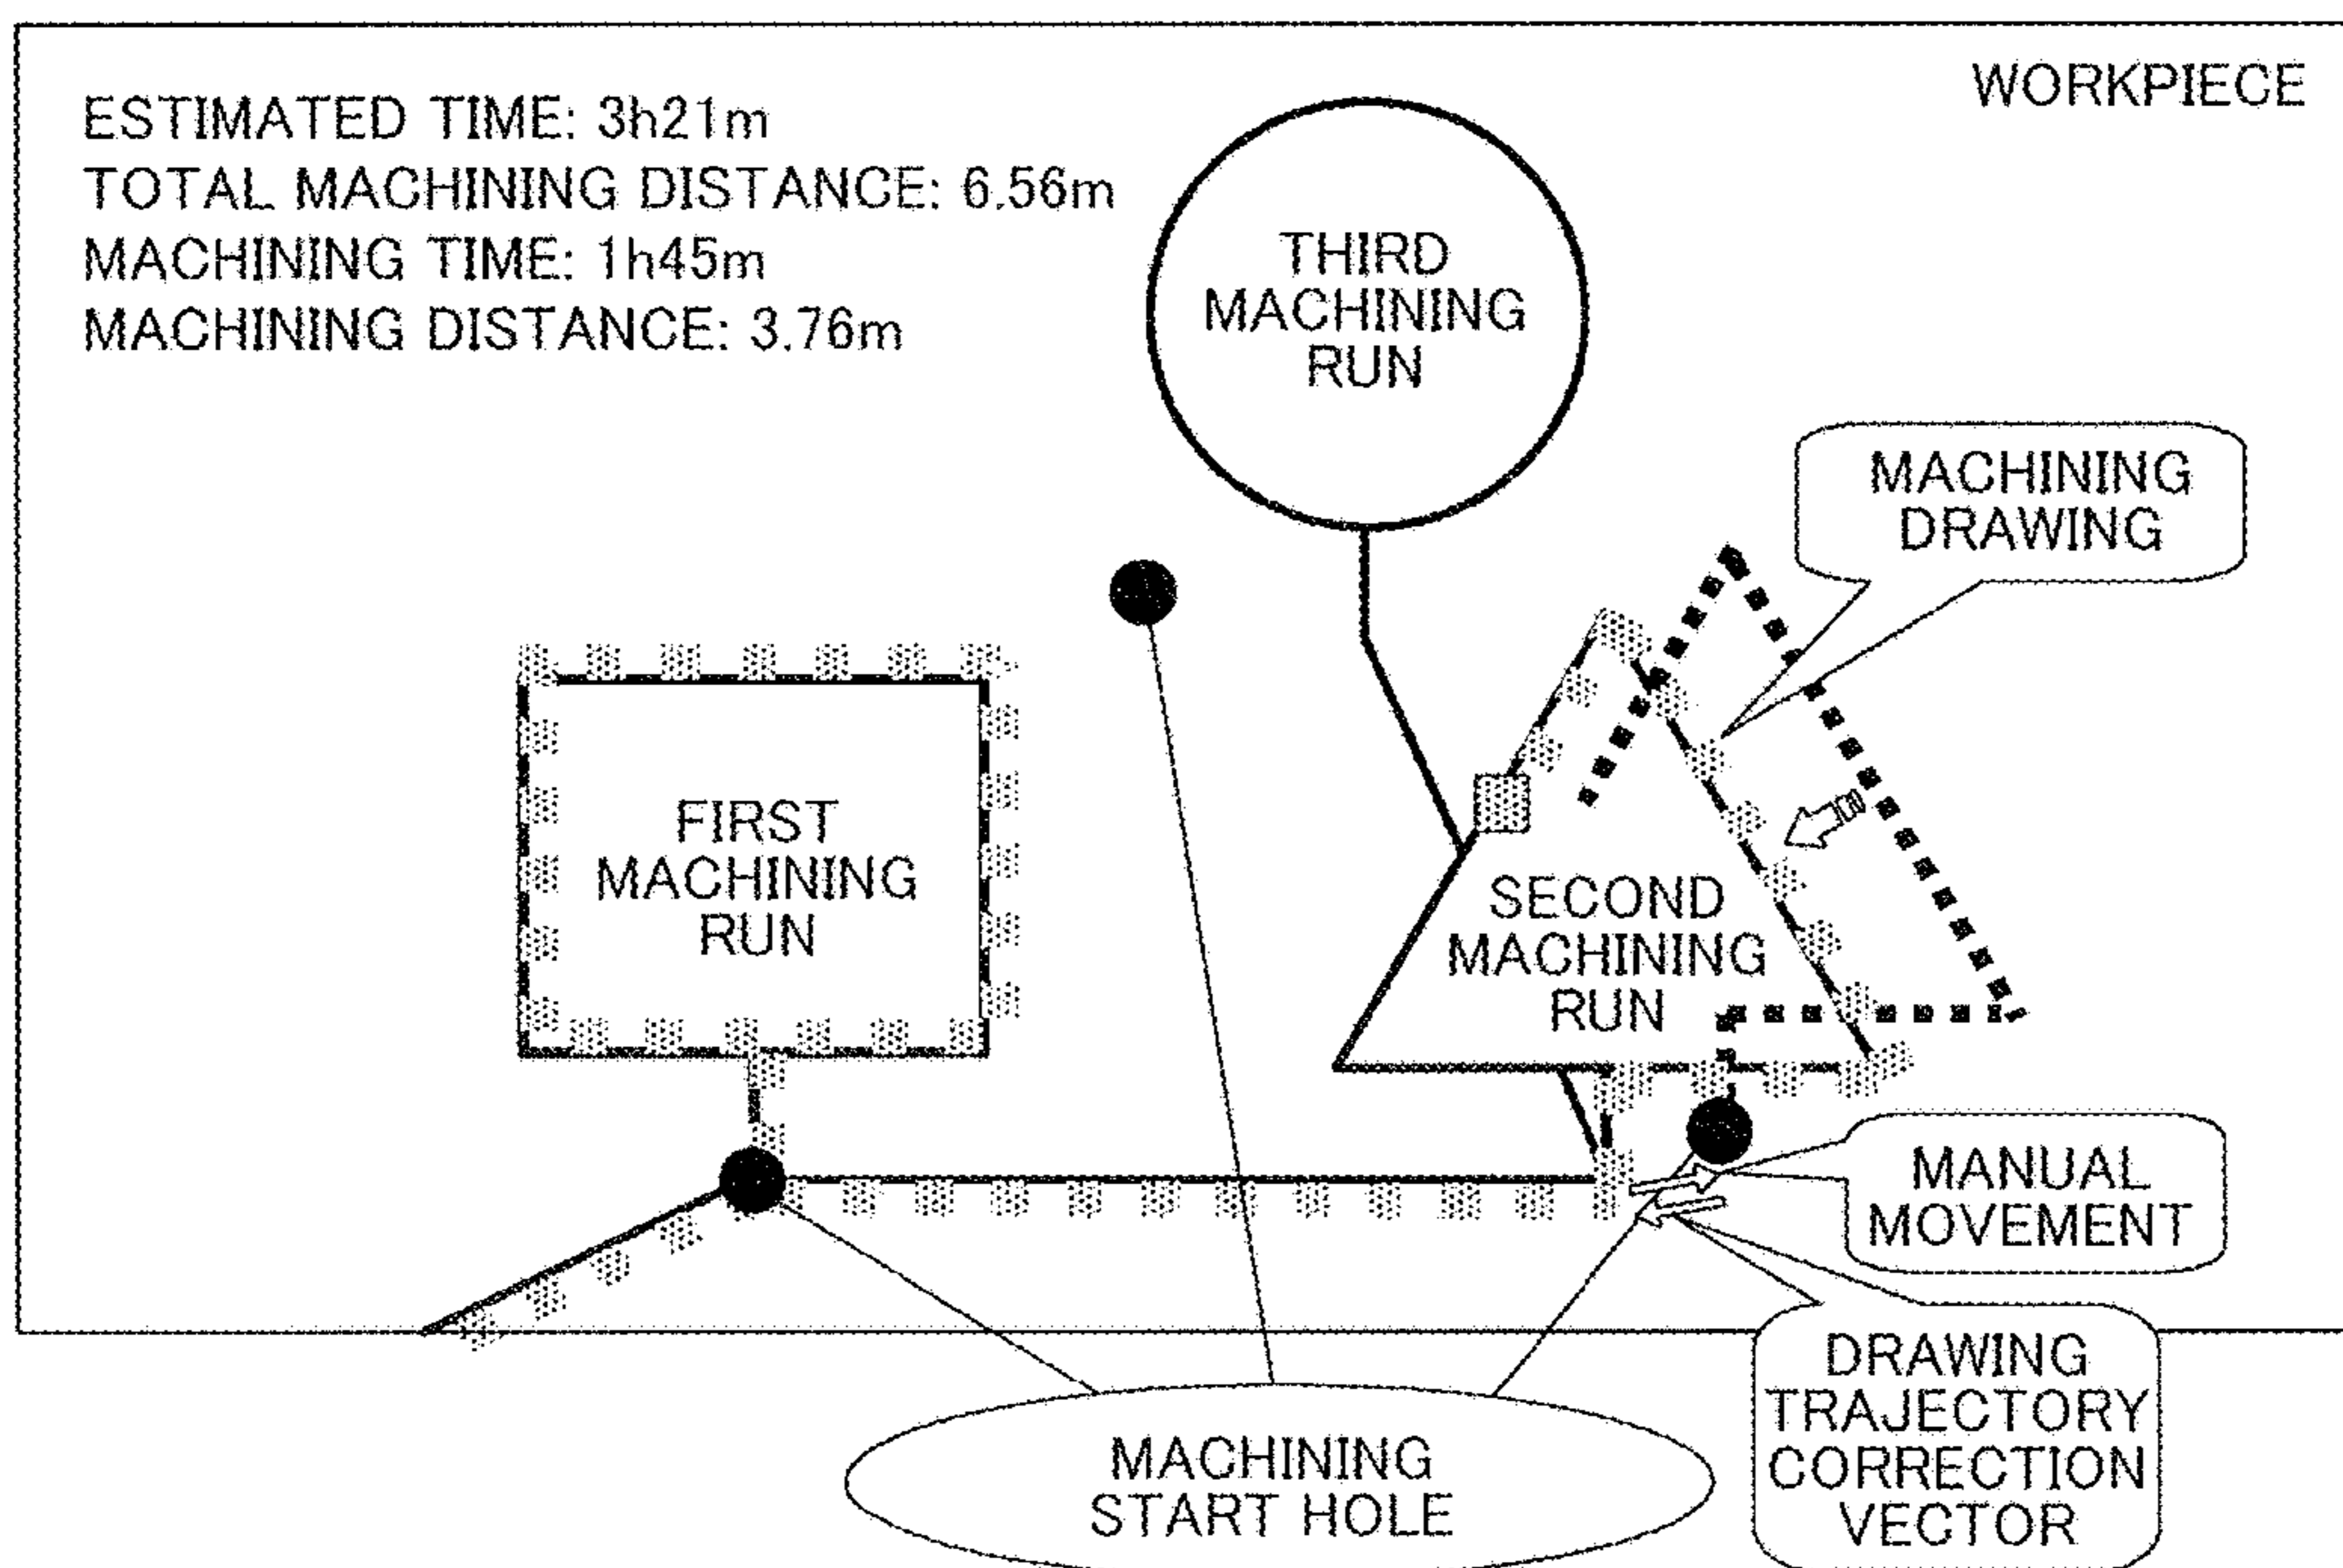 WORKPIECE
ESTIMATED TIME: 3h21m
TOTAL MACHINING DISTANCE: 6.56m
MACHINING TIME: 1h45m
MACHINING DISTANCE: 3.76m
THIRD
MACHINING
RUN
MACHINING
DRAWING
FIRST
MACHINING
RUN
SECOND
MACHINING
RUN
MANUAL
MOVEMENT
DRAWING
TRAJECTORY
CORRECTION
VECTOR
MACHINING
START HOLE